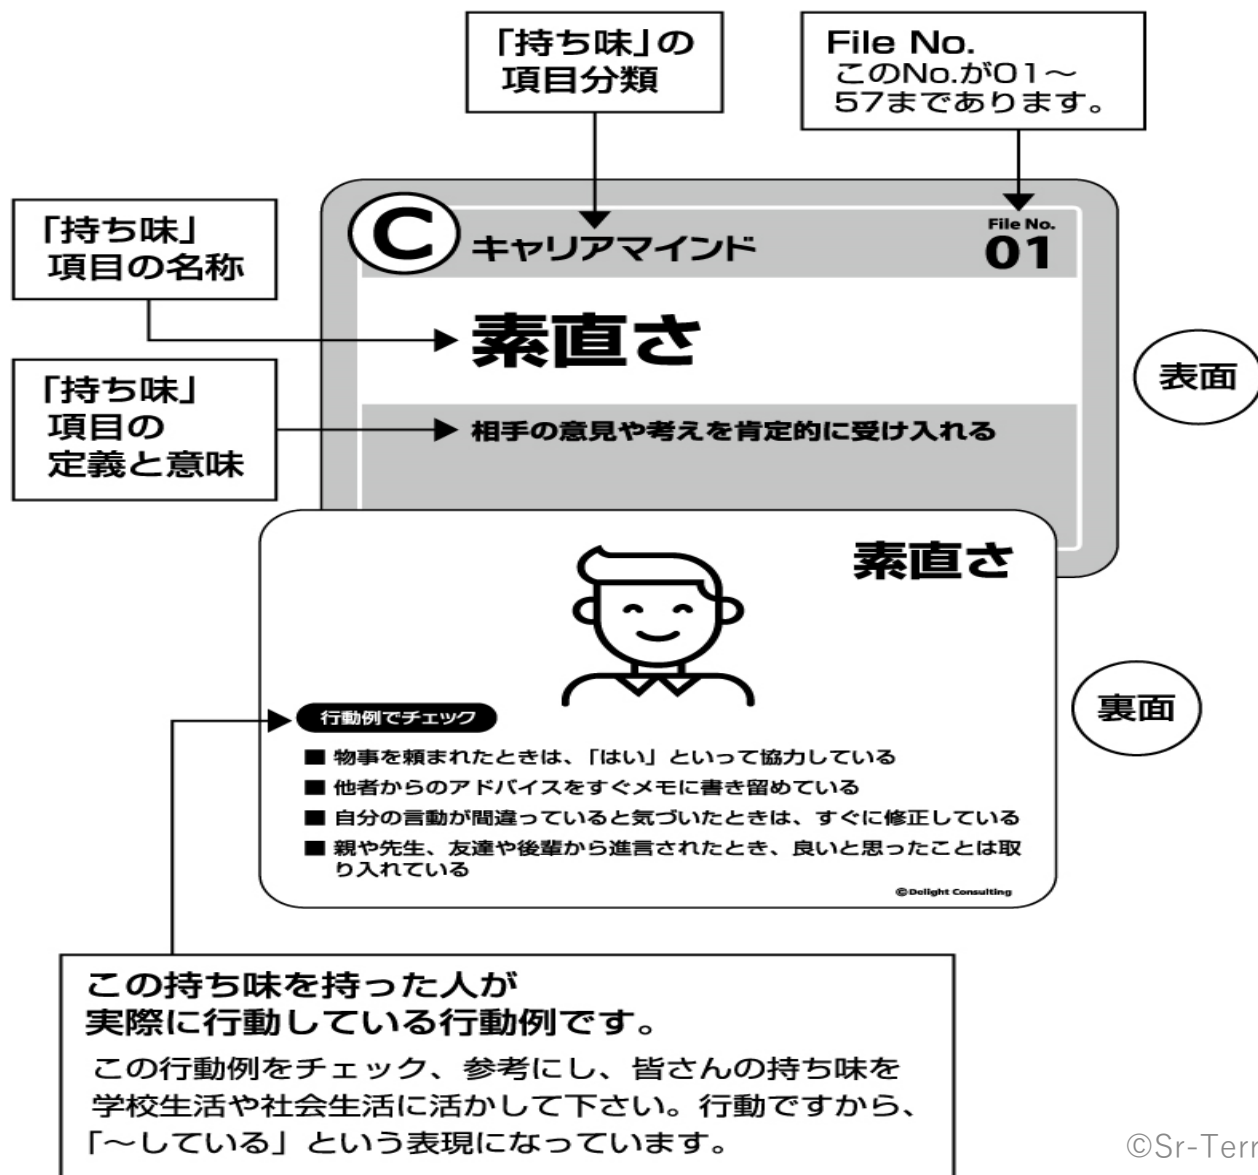 「持ち味」の
項目分類
File No.
このNo.が01～
57まであります。
「持ち味」
項目の名称
「持ち味」
項目の
定義と意味
C キャリアマインド
File No.
01
素直さ
相手の意見や考えを肯定的に受け入れる
表面
素直さ
行動例でチェック
■ 物事を頼まれたときは、「はい」といって協力している
■ 他者からのアドバイスをすぐメモに書き留めている
■ 自分の言動が間違っていると気づいたときは、すぐに修正している
■ 親や先生、友達や後輩から進言されたとき、良いと思ったことは取
り入れている
©Delight Consulting
裏面
この持ち味を持った人が
実際に行動している行動例です。
この行動例をチェック、参考にし、皆さんの持ち味を
学校生活や社会生活に活かして下さい。行動ですから、
「～している」という表現になっています。
©Sr-Terr